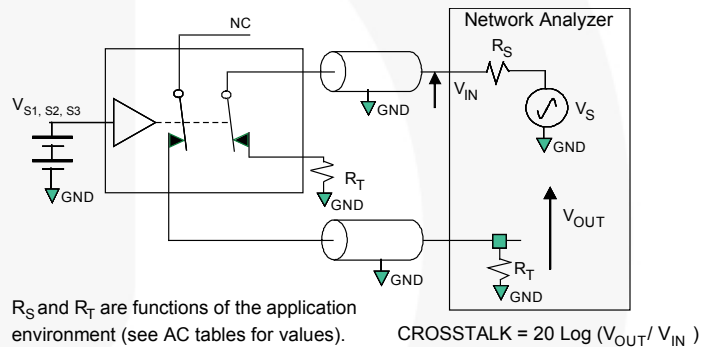 Network Analyzer
NC
R_S
V_IN
GND
V_S
GND
V_S1, S2, S3
GND
R_T
GND
V_OUT
GND
R_T
GND
R_S and R_T are functions of the application
environment (see AC tables for values).
CROSSTALK = 20 Log (V_OUT/ V_IN )